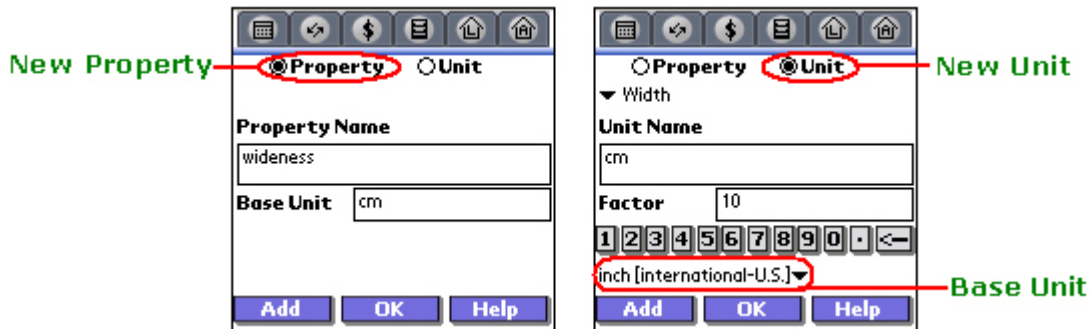 New Property
Property Unit
Property Name
wideness
Base Unit cm
Add OK Help
$
Property Unit
Width
Unit Name
cm
Factor 10
1 2 3 4 5 6 7 8 9 0 . <-
inch [international-U.S.]
Add OK Help
New Unit
Base Unit